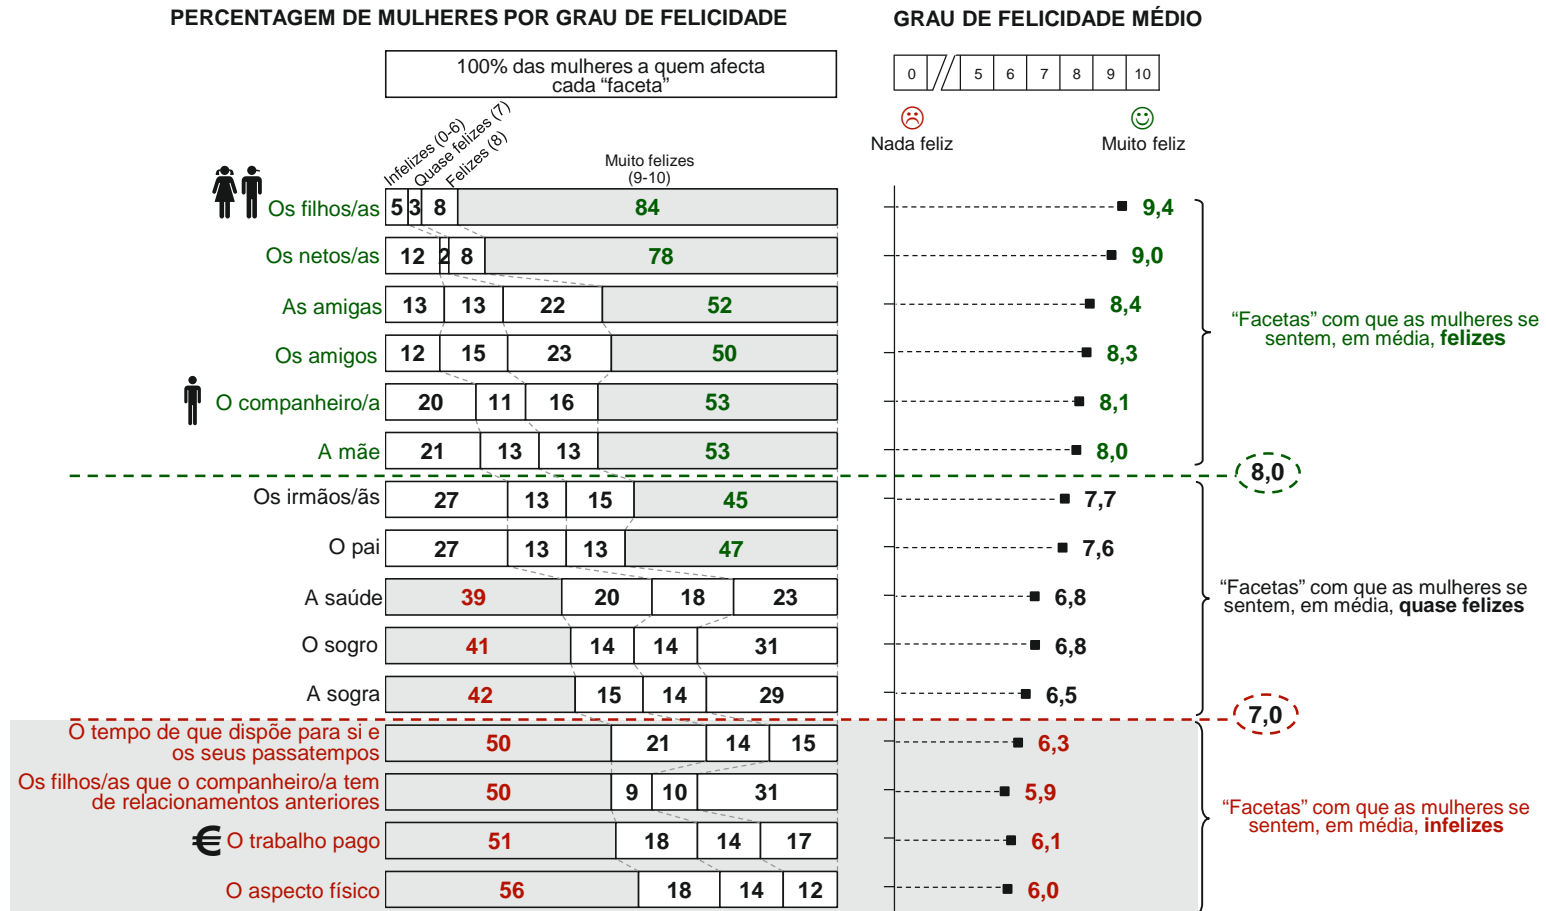 PERCENTAGEM DE MULHERES POR GRAU DE FELICIDADE
GRAU DE FELICIDADE MÉDIO
100% das mulheres a quem afecta
cada “faceta”
0 5 6 7 8 9 10
Nada feliz
Muito feliz
Infelizes (0-6)
Quase felizes (7)
Felizes (8)
Muito felizes
(9-10)
Os filhos/as 5 3 8 84 9,4
Os netos/as 12 2 8 78 9,0
As amigas 13 13 22 52 8,4
Os amigos 12 15 23 50 8,3
O companheiro/a 20 11 16 53 8,1
A mãe 21 13 13 53 8,0
“Facetas” com que as mulheres se
sentem, em média, felizes
8,0
Os irmãos/ãs 27 13 15 45 7,7
O pai 27 13 13 47 7,6
A saúde 39 20 18 23 6,8
O sogro 41 14 14 31 6,8
A sogra 42 15 14 29 6,5
“Facetas” com que as mulheres se
sentem, em média, quase felizes
7,0
O tempo de que dispõe para si e
os seus passatempos
50 21 14 15 6,3
Os filhos/as que o companheiro/a tem
de relacionamentos anteriores
50 9 10 31 5,9
€ O trabalho pago 51 18 14 17 6,1
O aspecto físico 56 18 14 12 6,0
“Facetas” com que as mulheres se
sentem, em média, infelizes